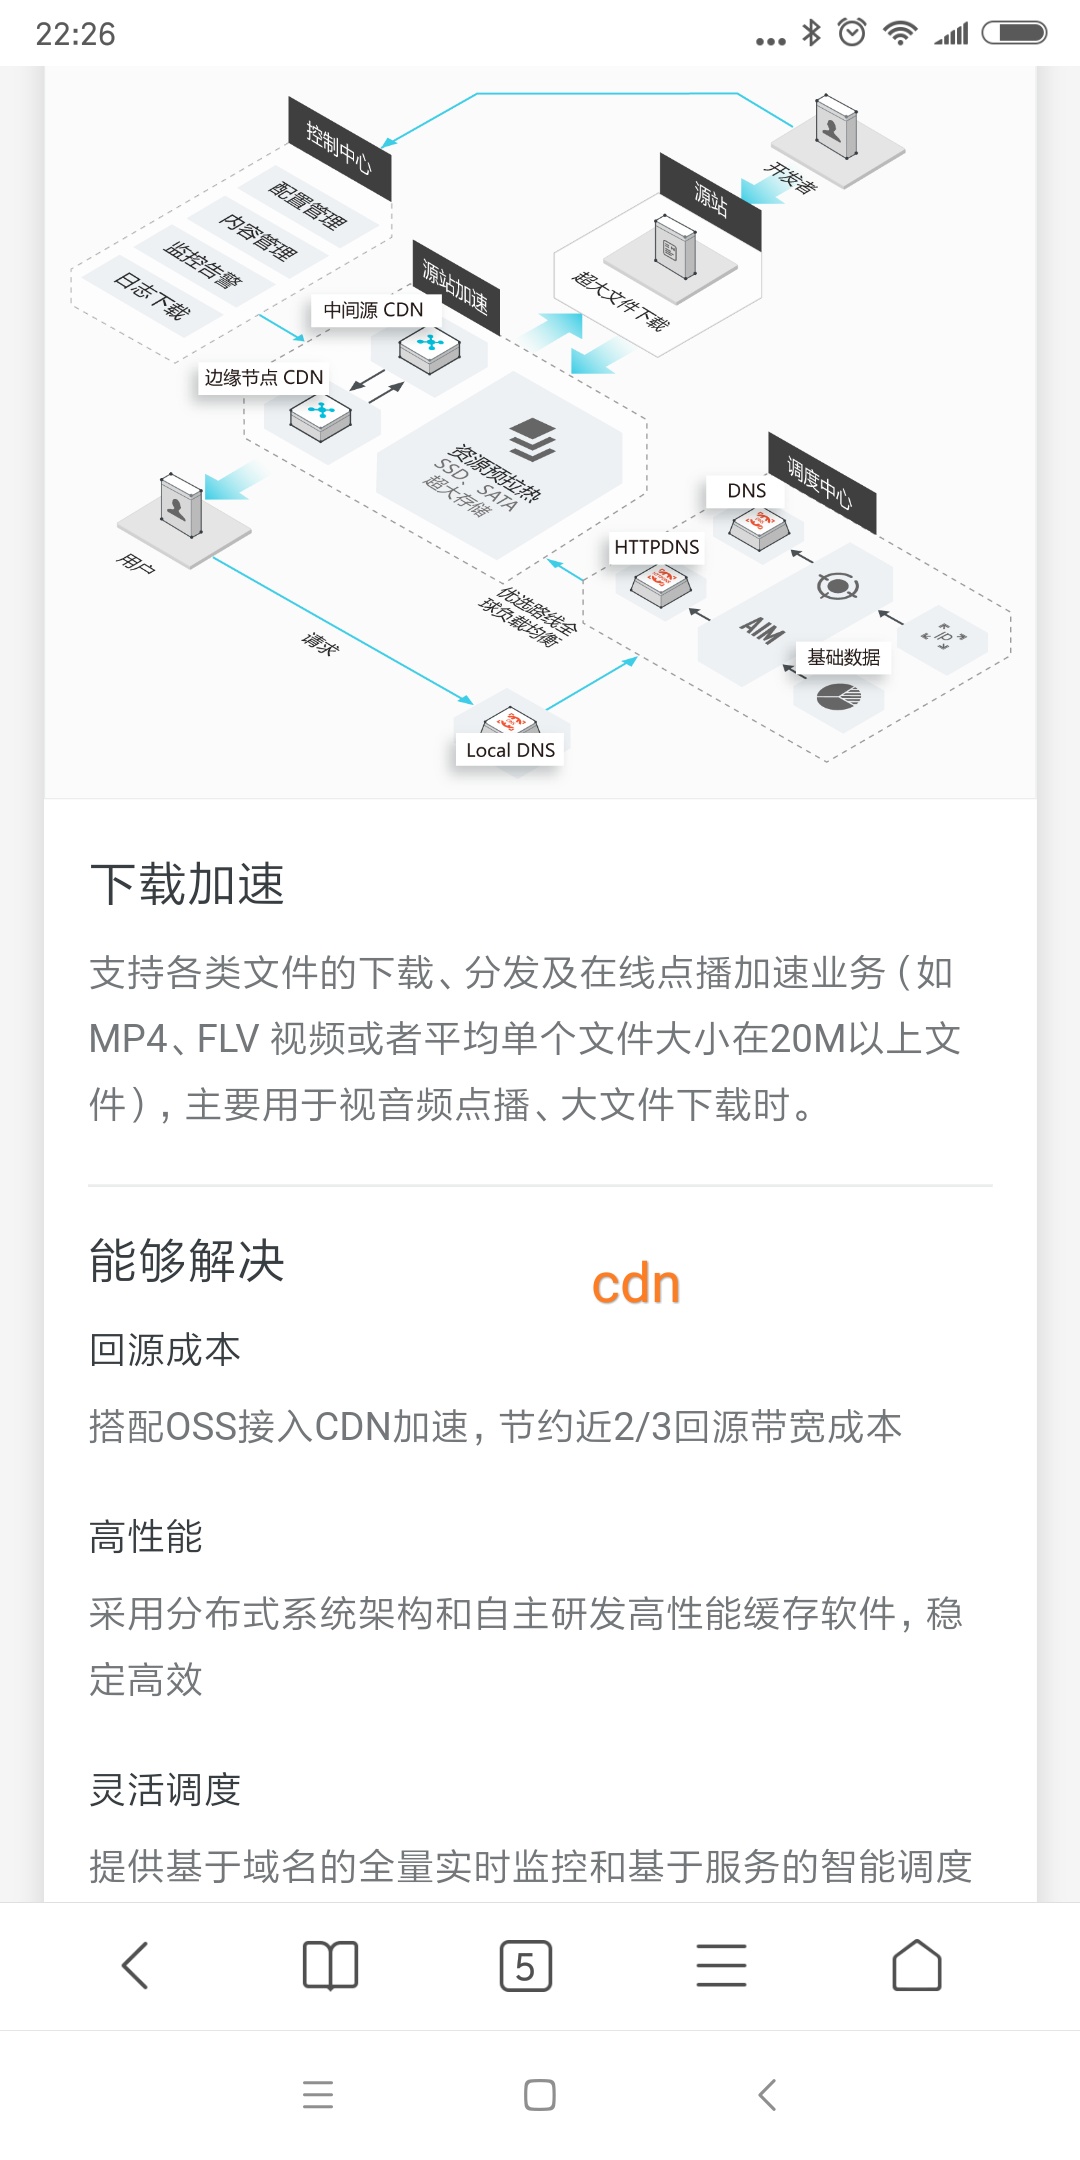 22:26
控制中心
配置管理
内容管理
监控告警
日志下载
开发者
源站
超大文件下载
源站加速
中间源 CDN
边缘节点 CDN
资源预拉热
SSD、SATA
超大存储
用户
请求
优选路线全
球负载均衡
调度中心
DNS
HTTPDNS
AIM
ip
基础数据
Local DNS
下载加速
支持各类文件的下载、分发及在线点播加速业务（如
MP4、FLV 视频或者平均单个文件大小在20M以上文
件），主要用于视音频点播、大文件下载时。
能够解决
cdn
回源成本
搭配OSS接入CDN加速，节约近2/3回源带宽成本
高性能
采用分布式系统架构和自主研发高性能缓存软件，稳
定高效
灵活调度
提供基于域名的全量实时监控和基于服务的智能调度
5